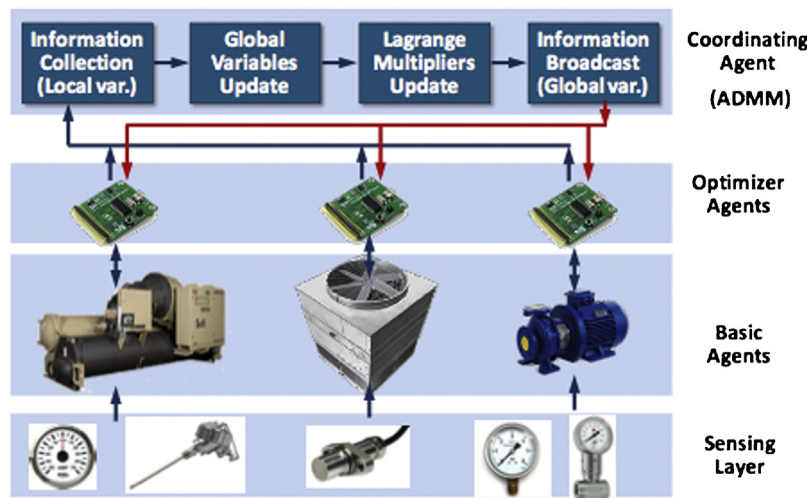 Information
Collection
(Local var.)
Global
Variables
Update
Lagrange
Multipliers
Update
Information
Broadcast
(Global var.)
Coordinating
Agent
(ADMM)
Optimizer
Agents
Basic
Agents
Sensing
Layer